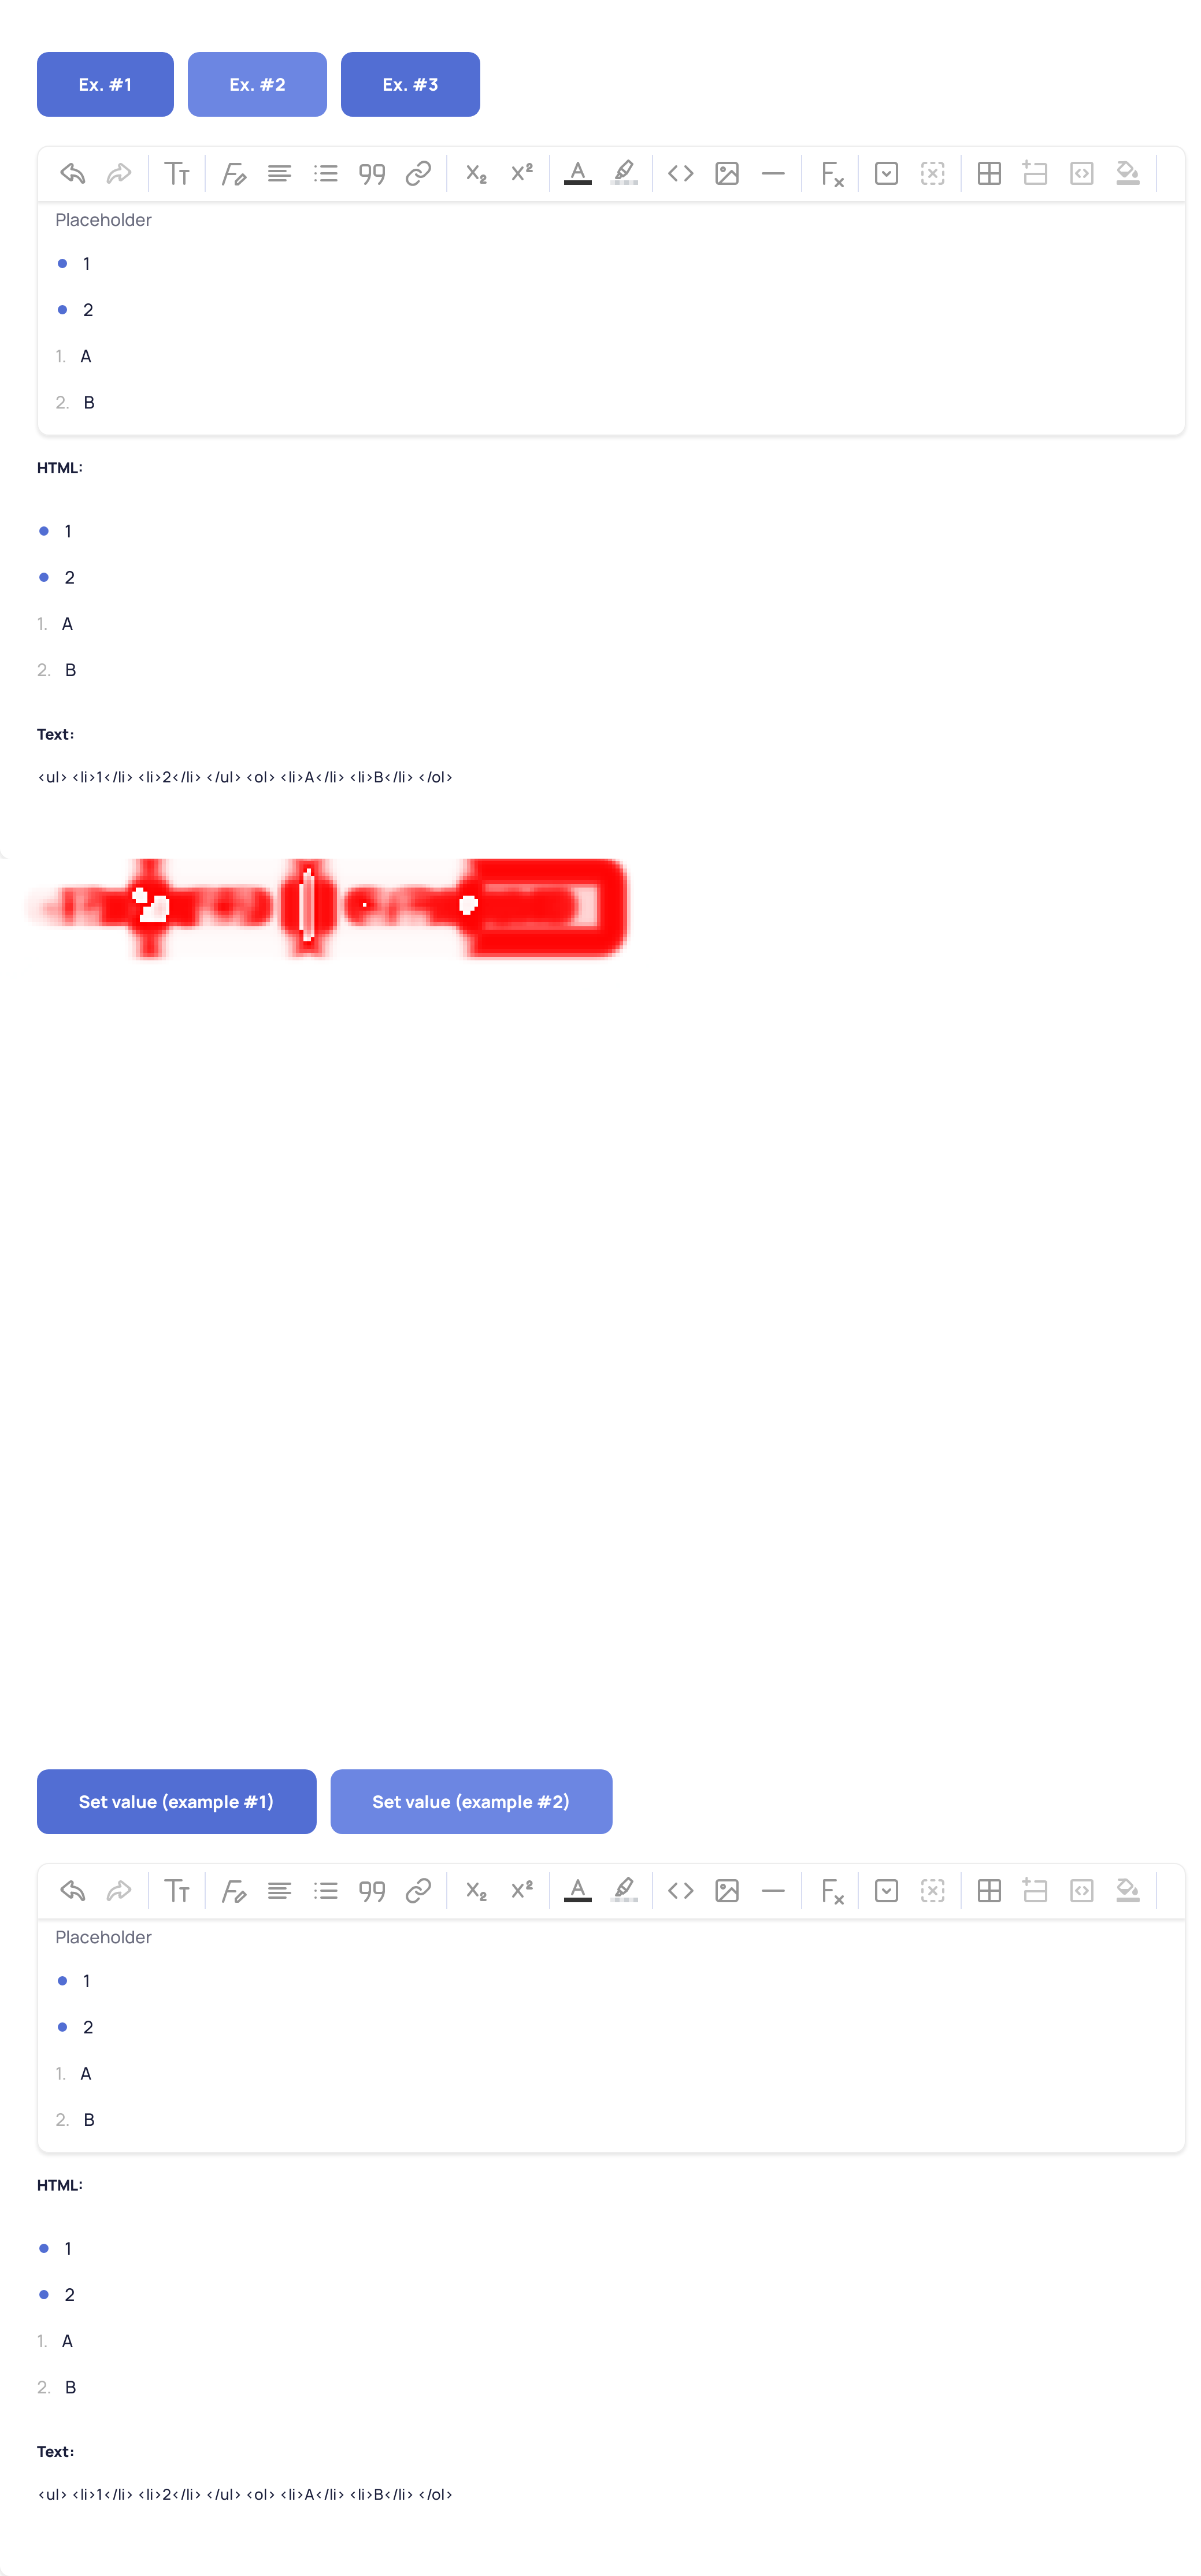 Ex. #1 Ex. #2 Ex. #3
Placeholder
1
2
1. A
2. B
HTML:
1
2
1. A
2. B
Text:
<ul> <li>1</li> <li>2</li> </ul> <ol> <li>A</li> <li>B</li> </ol>
Set value (example #1) Set value (example #2)
Placeholder
1
2
1. A
2. B
HTML:
1
2
1. A
2. B
Text:
<ul> <li>1</li> <li>2</li> </ul> <ol> <li>A</li> <li>B</li> </ol>